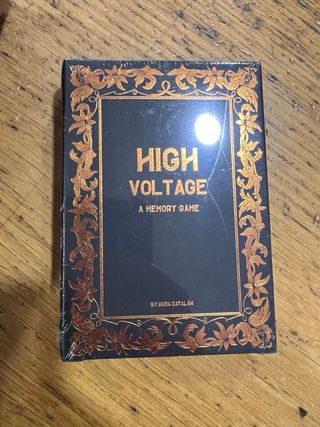 HIGH
VOLTAGE
A MEMORY GAME
BY MARA CATALÁN